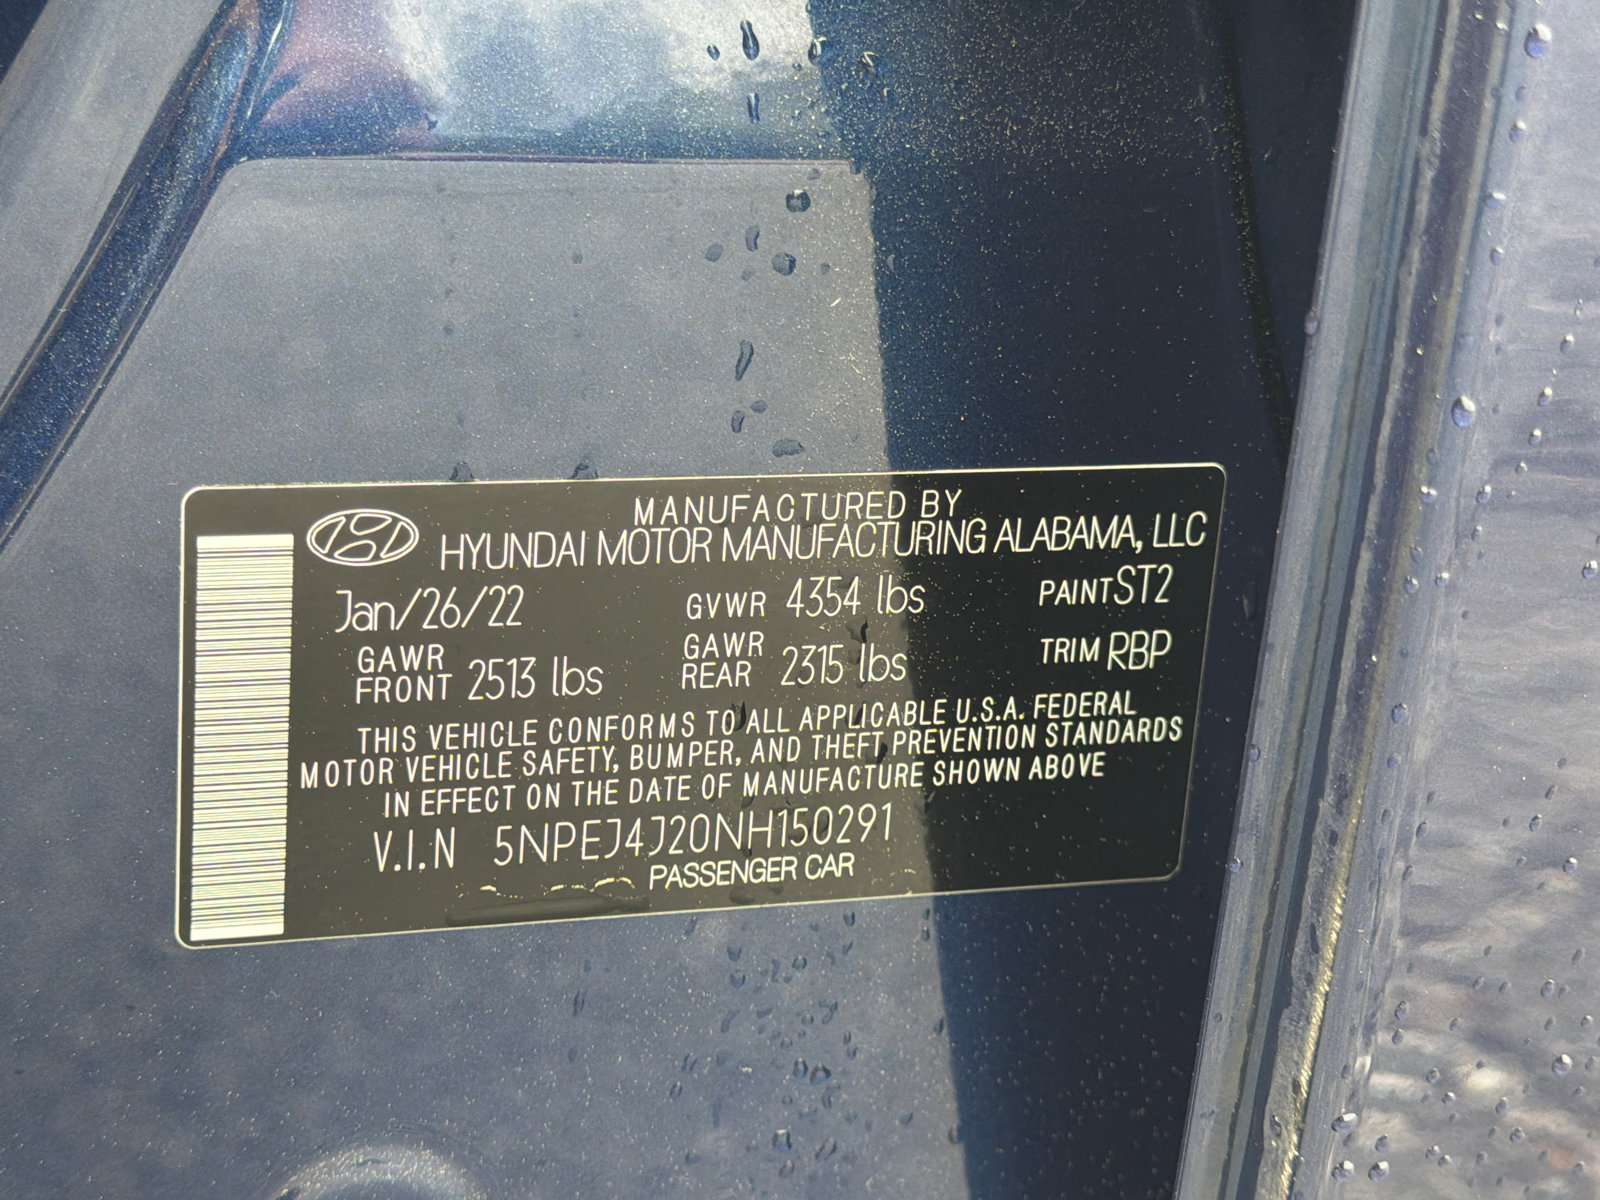 MANUFACTURED BY
HYUNDAI MOTOR MANUFACTURING ALABAMA, LLC
Jan/26/22 GVWR 4354 lbs PAINT ST2
GAWR FRONT 2513 lbs GAWR REAR 2315 lbs TRIM RBP
THIS VEHICLE CONFORMS TO ALL APPLICABLE U.S.A. FEDERAL
MOTOR VEHICLE SAFETY, BUMPER, AND THEFT PREVENTION STANDARDS
IN EFFECT ON THE DATE OF MANUFACTURE SHOWN ABOVE
V.I.N 5NPEJ4J20NH150291
PASSENGER CAR